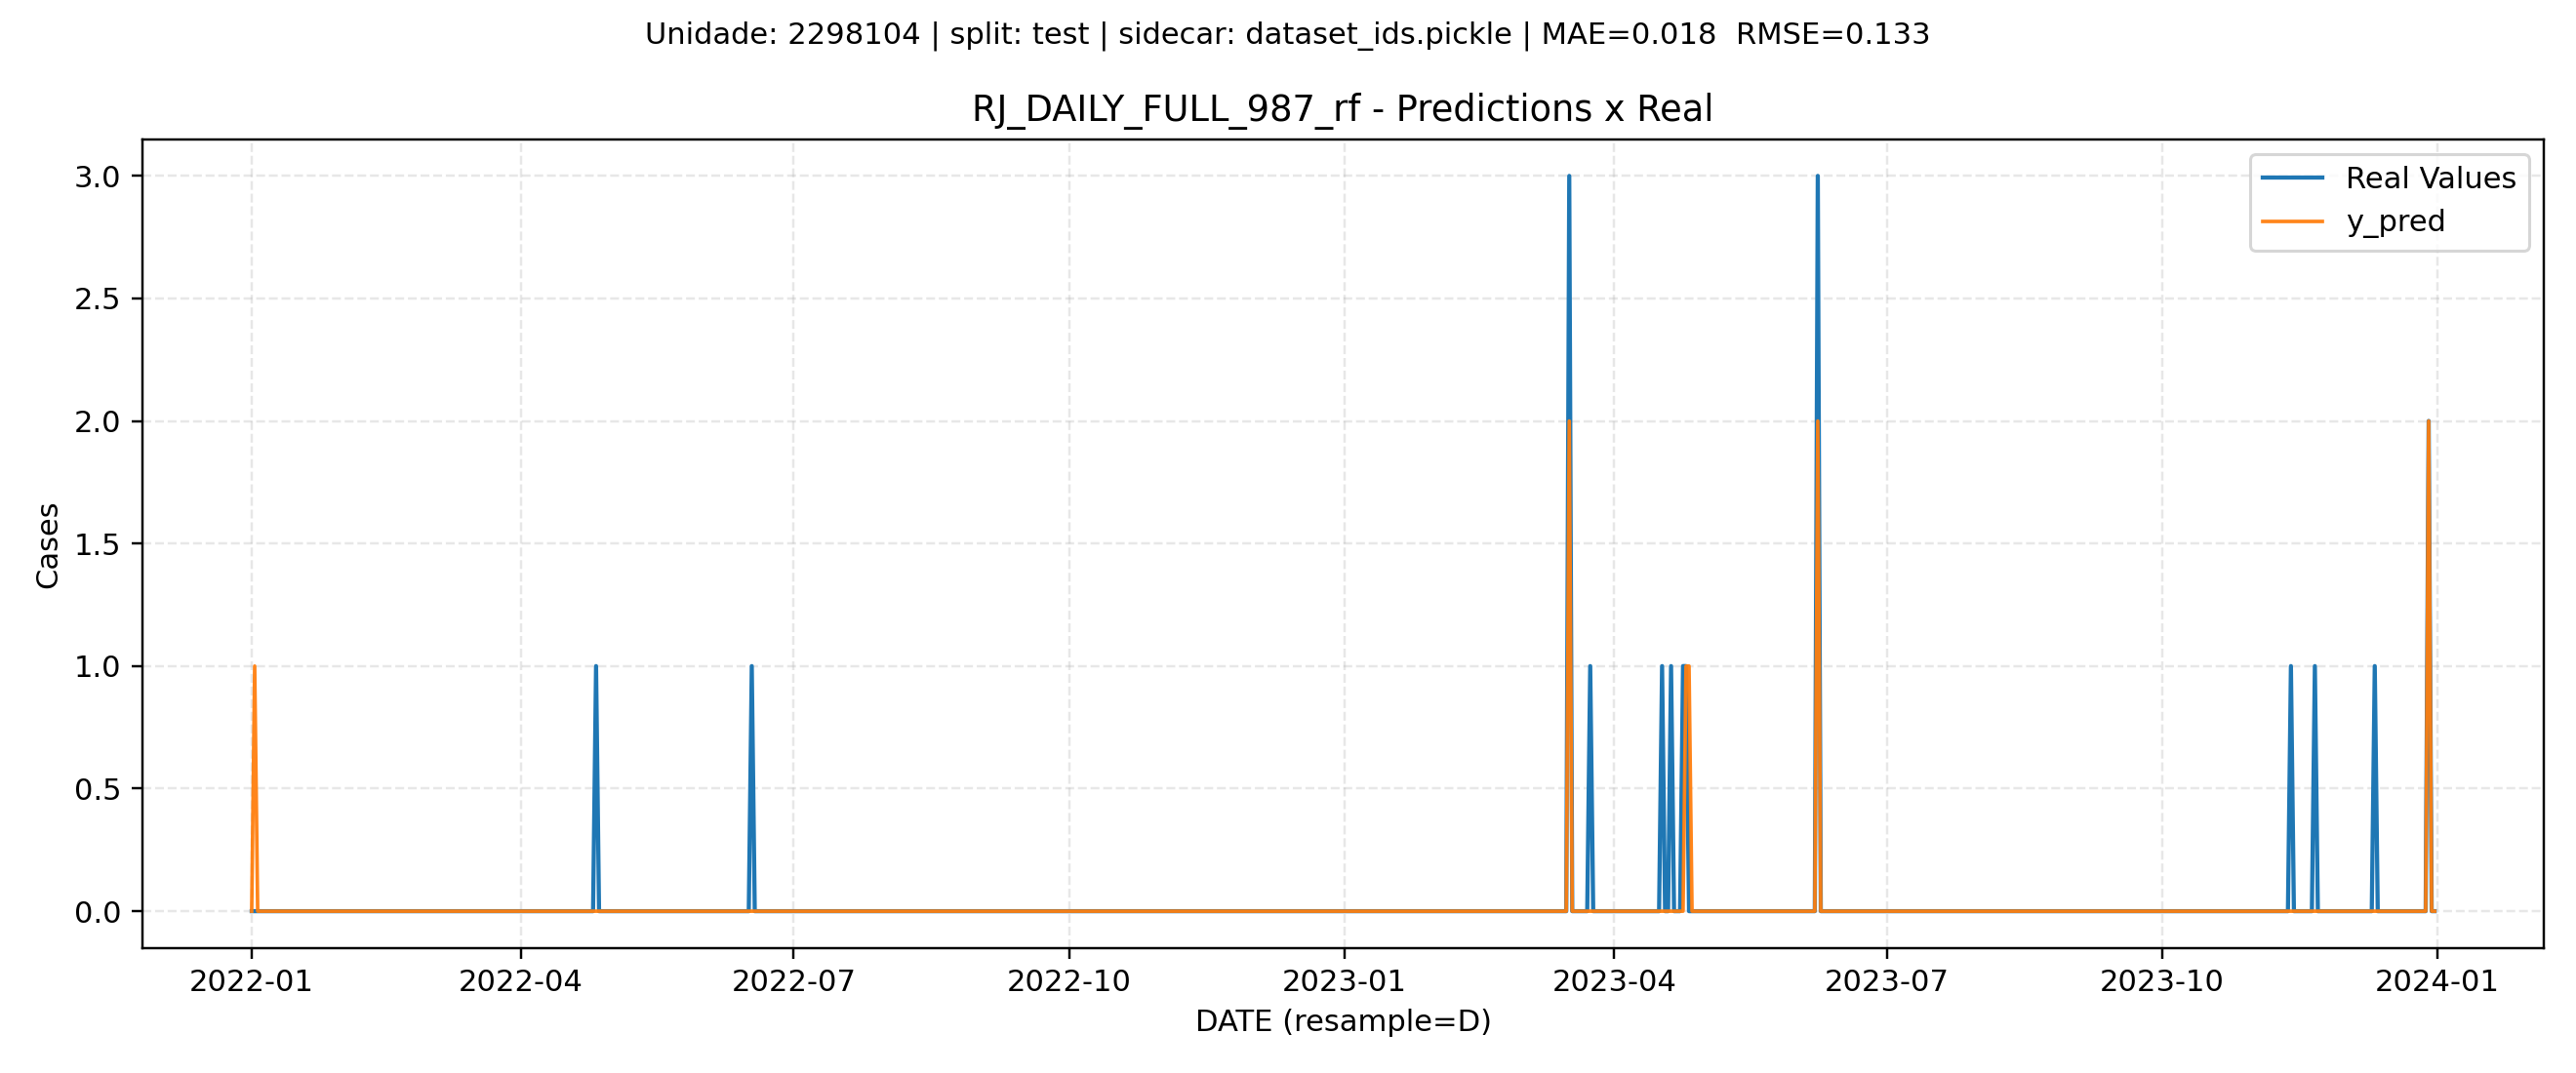 Unidade: 2298104 | split: test | sidecar: dataset_ids.pickle | MAE=0.018  RMSE=0.133
RJ_DAILY_FULL_987_rf - Predictions x Real
Real Values
y_pred
3.0
2.5
2.0
1.5
1.0
0.5
0.0
Cases
2022-01
2022-04
2022-07
2022-10
2023-01
2023-04
2023-07
2023-10
2024-01
DATE (resample=D)